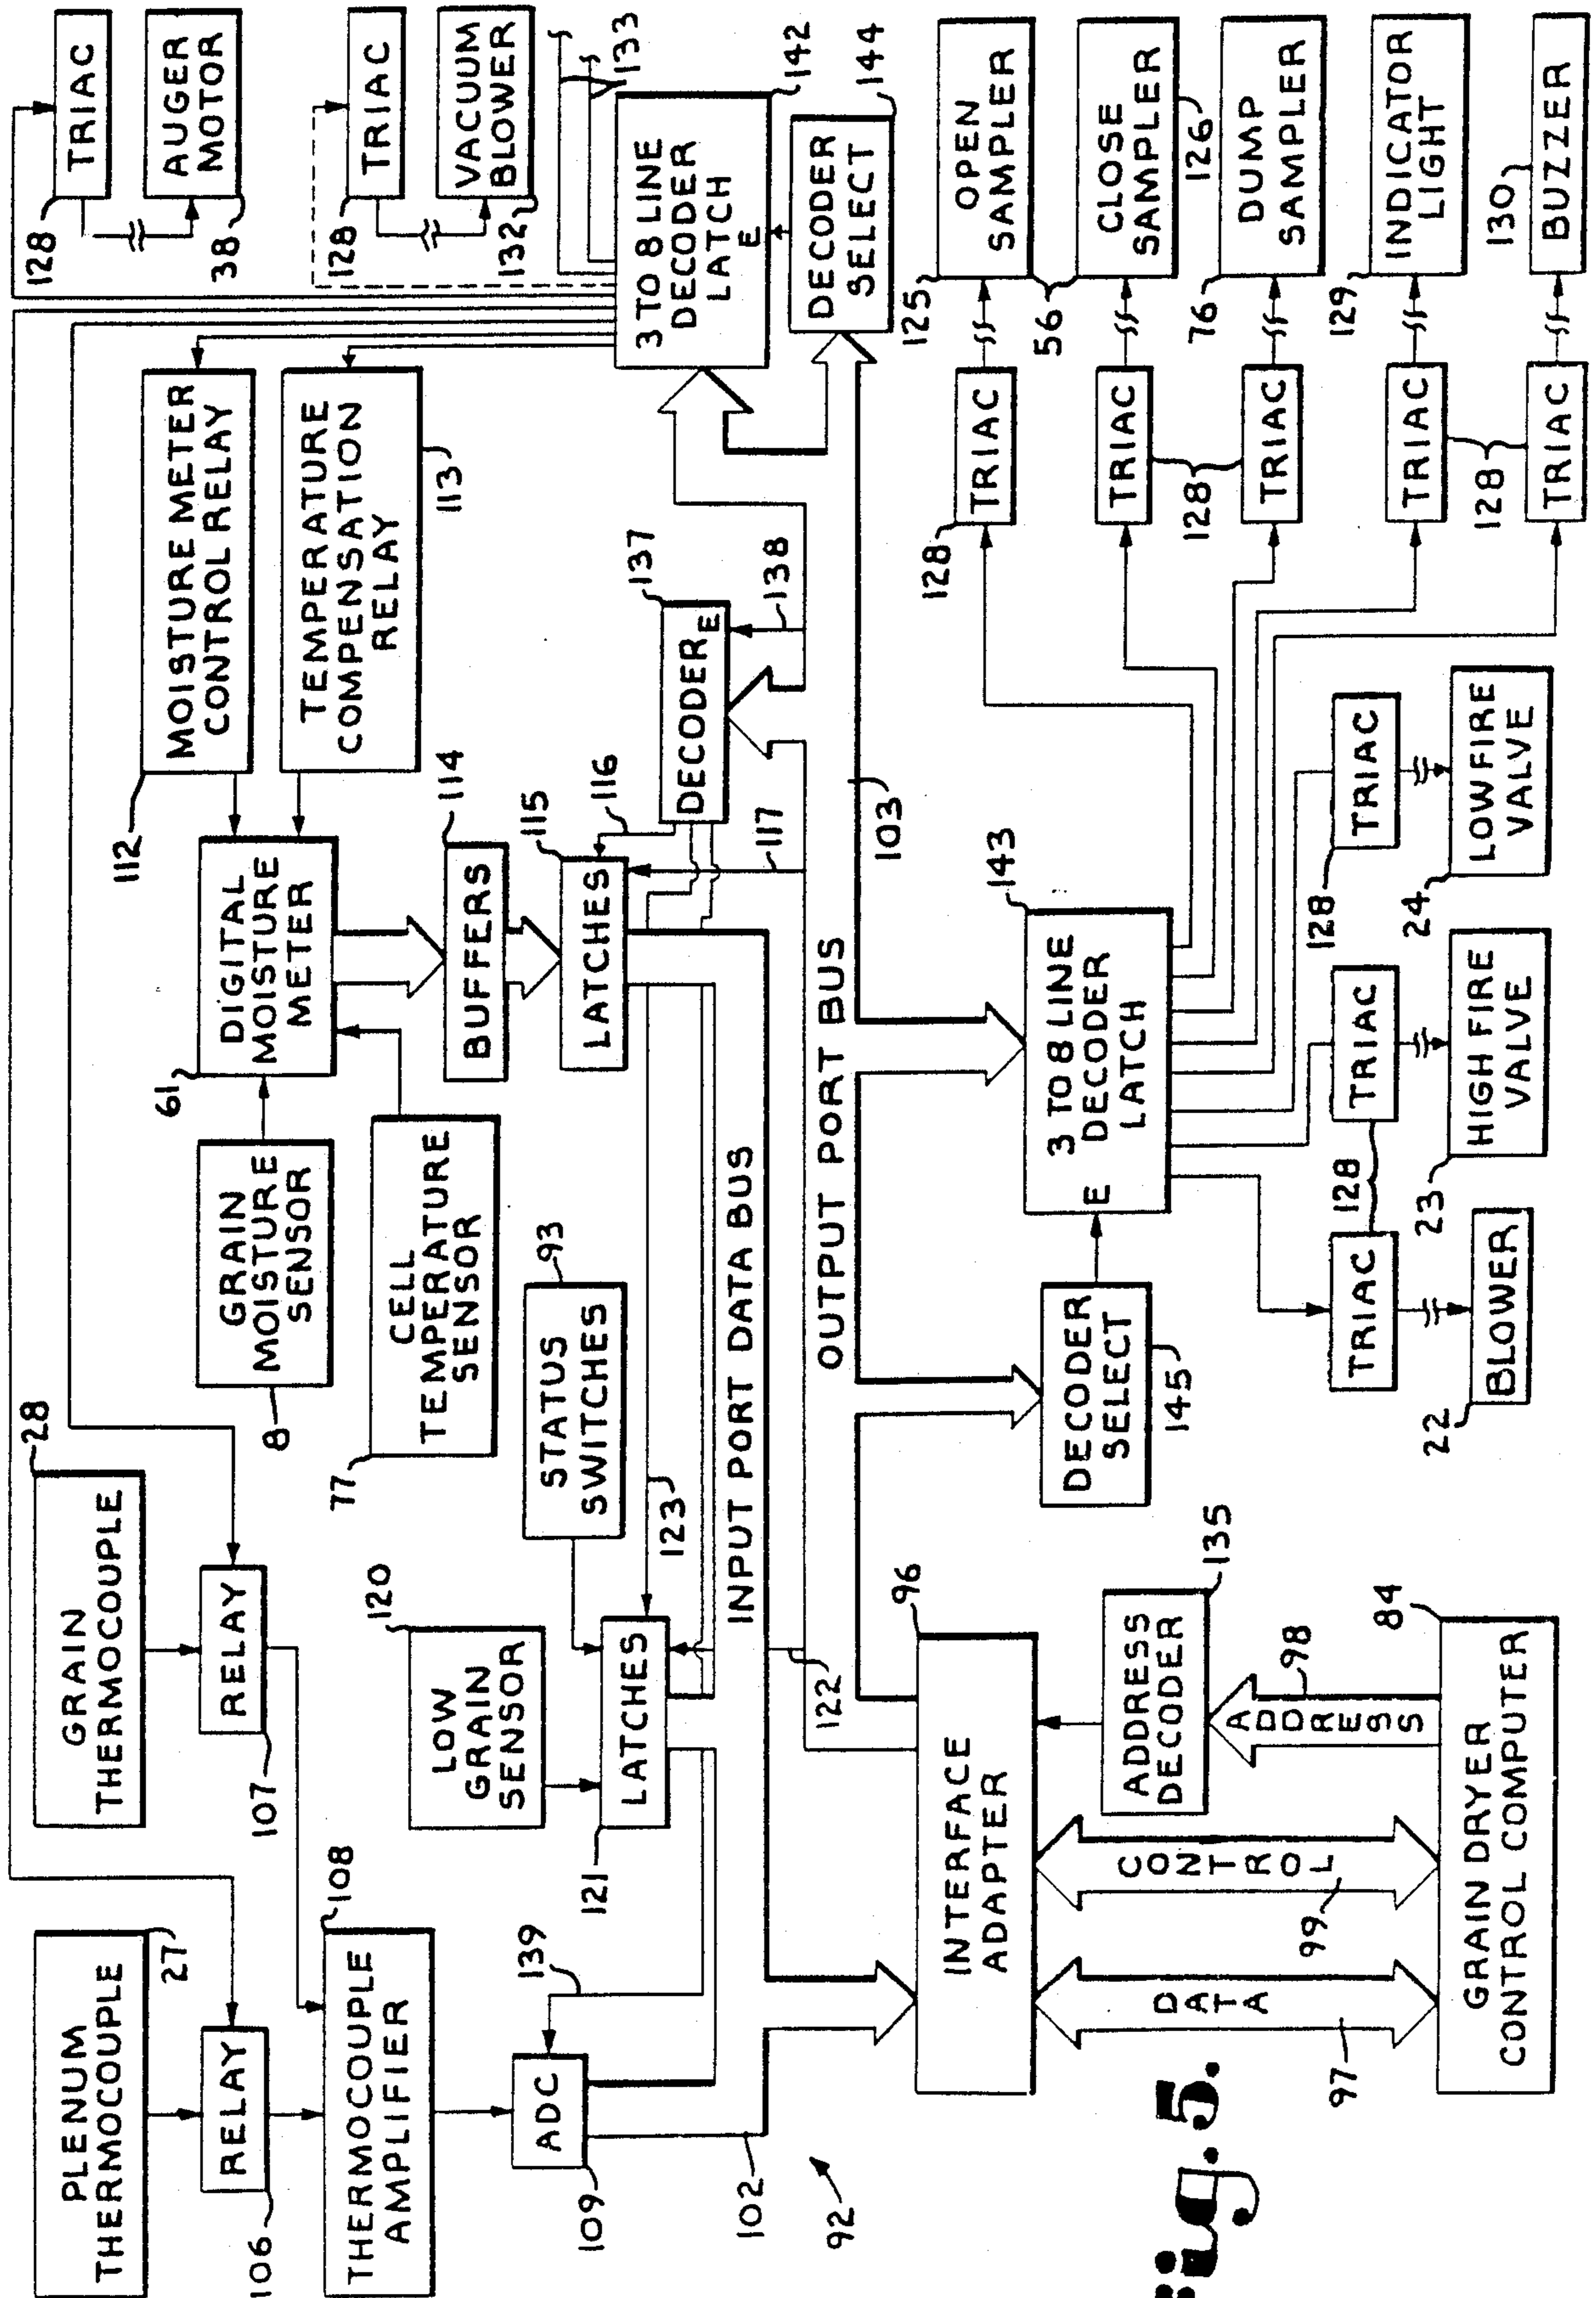 PLENUM
THERMOCOUPLE
27
GRAIN
THERMOCOUPLE
28
RELAY
106
RELAY
107
THERMOCOUPLE
AMPLIFIER
108
ADC
109
139
LOW
GRAIN
SENSOR
120
STATUS
SWITCHES
93
LATCHES
121
123
GRAIN
MOISTURE
SENSOR
8
CELL
TEMPERATURE
SENSOR
77
DIGITAL
MOISTURE
METER
61
MOISTURE METER
CONTROL RELAY
112
TEMPERATURE
COMPENSATION
RELAY
113
BUFFERS
114
LATCHES
115
116
117
DECODER
E
137
138
TRIAC
128
AUGER
MOTOR
38
TRIAC
128
VACUUM
BLOWER
132
133
3 TO 8 LINE
DECODER
LATCH
E
142
DECODER
SELECT
144
INPUT PORT DATA BUS
102
122
OUTPUT PORT BUS
103
92
INTERFACE
ADAPTER
96
DATA
97
CONTROL
99
ADDRESS
98
ADDRESS
DECODER
135
GRAIN DRYER
CONTROL COMPUTER
84
DECODER
SELECT
145
3 TO 8 LINE
DECODER
LATCH
E
143
TRIAC
BLOWER
22
128
TRIAC
HIGH FIRE
VALVE
23
TRIAC
128
LOW FIRE
VALVE
24
TRIAC
128
OPEN
SAMPLER
125
TRIAC
CLOSE
SAMPLER
56
126
128
TRIAC
DUMP
SAMPLER
76
TRIAC
INDICATOR
LIGHT
129
128
TRIAC
BUZZER
130
ig. 5.